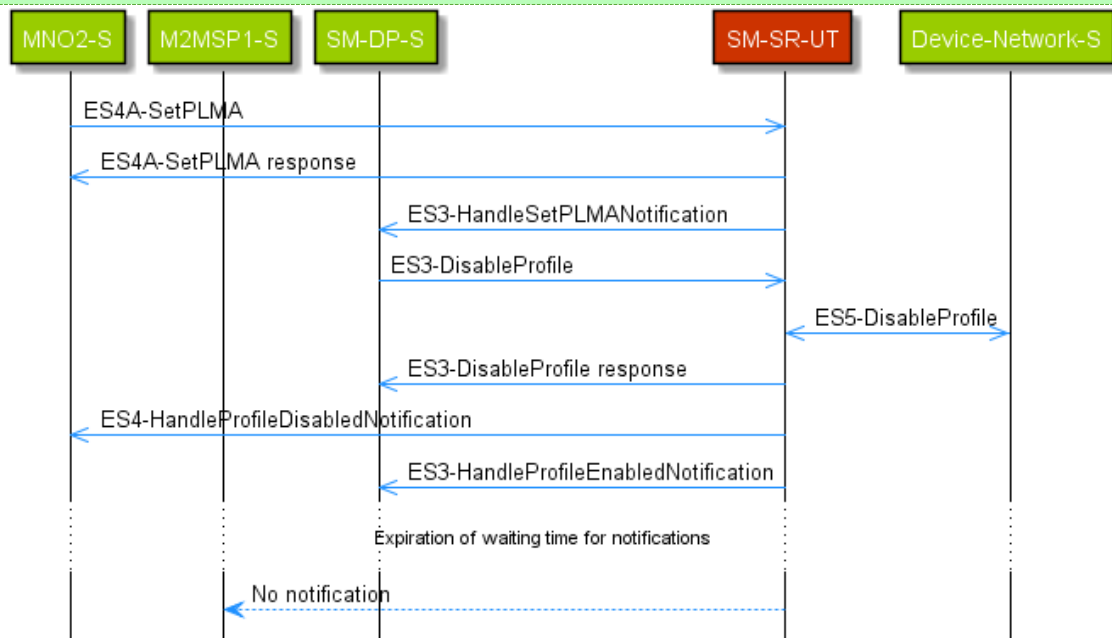 MNO2-S
M2MSP1-S
SM-DP-S
SM-SR-UT
Device-Network-S
ES4A-SetPLMA
ES4A-SetPLMA response
ES3-HandleSetPLMANotification
ES3-DisableProfile
ES5-DisableProfile
ES3-DisableProfile response
ES4-HandleProfileDisabledNotification
ES3-HandleProfileEnabledNotification
Expiration of waiting time for notifications
No notification